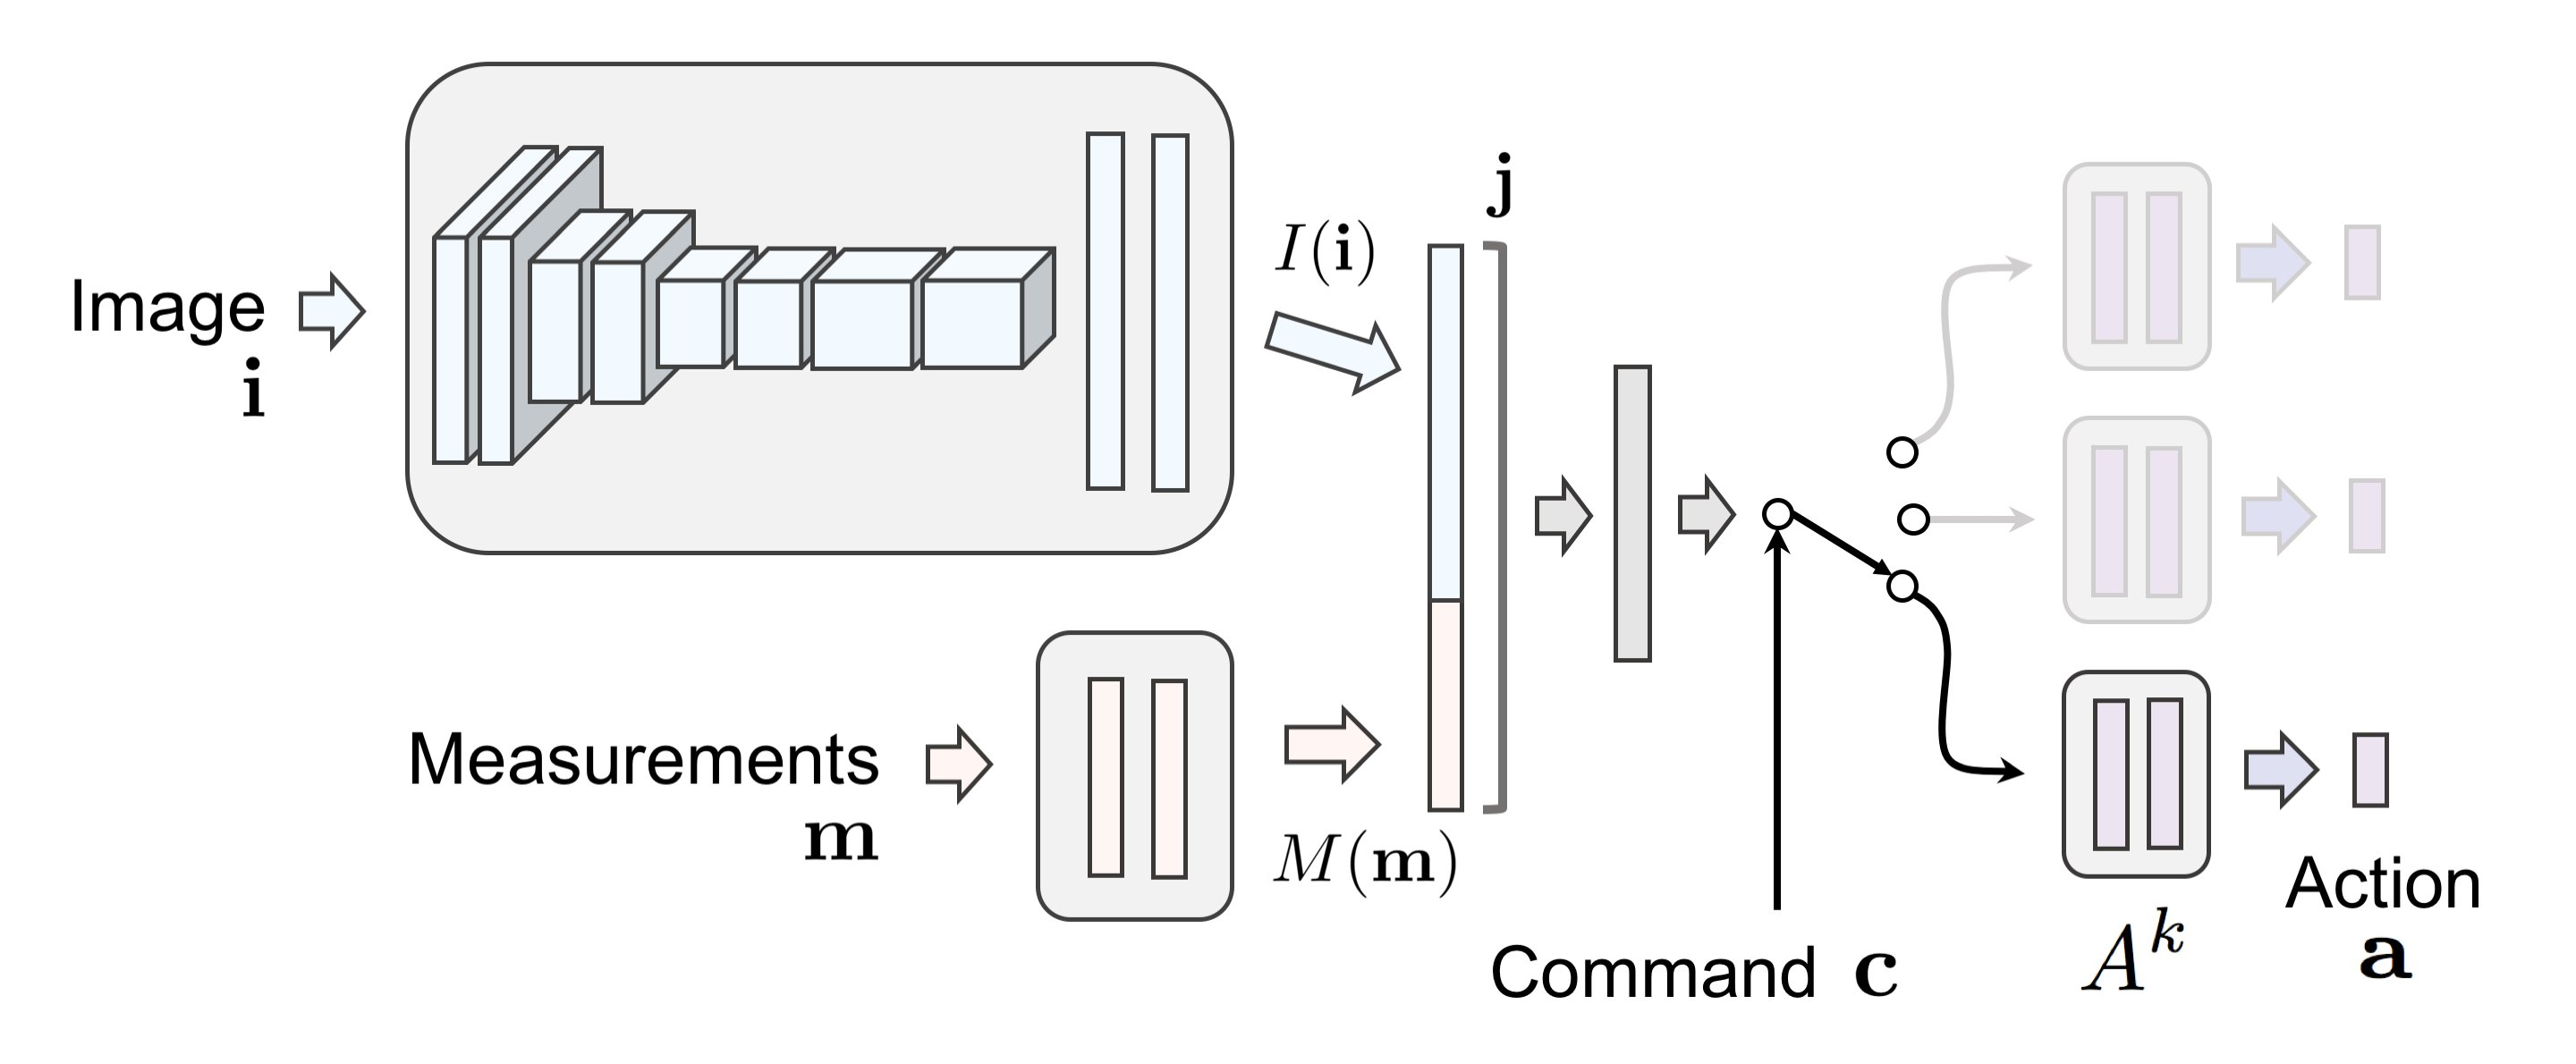 Image
i
I(i)
j
Measurements
m
M(m)
Command c
A^k
Action
a